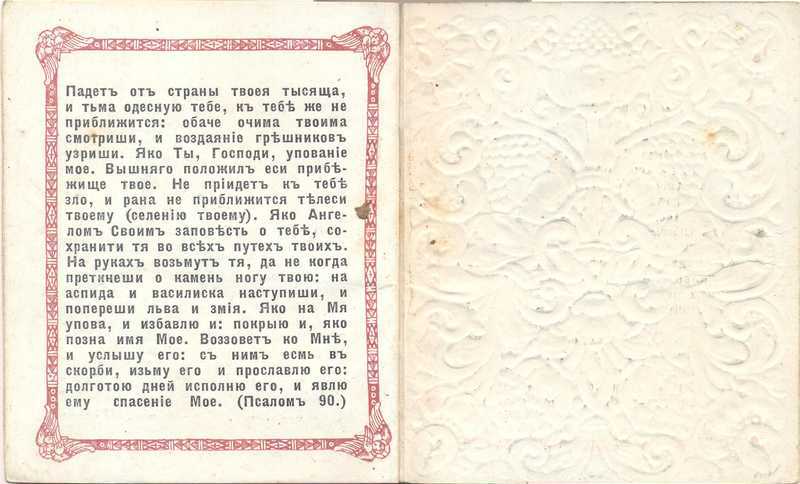 Падетъ отъ страны твоея тысяща,
и тьма одесную тебе, къ тебѣ же не
приближится: обаче очима твоима
смотриши, и воздаяніе грѣшниковъ
узриши. Яко Ты, Господи, упованіе
мое. Вышняго положилъ еси прибѣ-
жище твое. Не пріидетъ къ тебѣ
зло, и рана не приближится тѣлеси
твоему (селенію твоему). Яко Анге-
ломъ Своимъ заповѣсть о тебѣ, со-
хранити тя во всѣхъ путехъ твоихъ.
На рукахъ возьмутъ тя, да не когда
преткнеши о камень ногу твою: на
аспида и василиска наступиши, и
попереши льва и змія. Яко на Мя
упова, и избавлю и: покрыю и, яко
позна имя Мое. Воззоветъ ко Мнѣ,
и услышу его: съ нимъ есмь въ
скорби, изьму его и прославлю его:
долготою дней исполню его, и явлю
ему спасеніе Мое. (Псаломъ 90.)